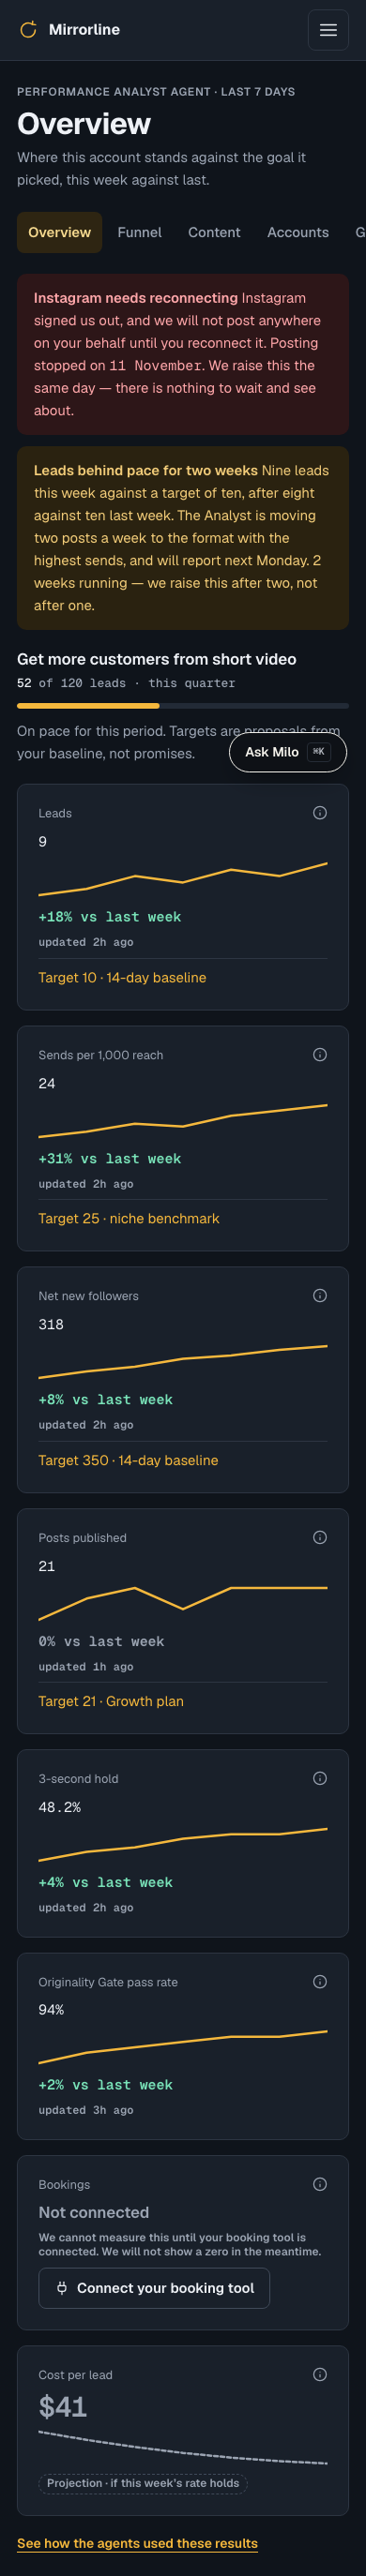 Mirrorline
PERFORMANCE ANALYST AGENT · LAST 7 DAYS
Overview
Where this account stands against the goal it
picked, this week against last.
Overview Funnel Content Accounts G
Instagram needs reconnecting Instagram
signed us out, and we will not post anywhere
on your behalf until you reconnect it. Posting
stopped on 11 November. We raise this the
same day — there is nothing to wait and see
about.
Leads behind pace for two weeks Nine leads
this week against a target of ten, after eight
against ten last week. The Analyst is moving
two posts a week to the format with the
highest sends, and will report next Monday. 2
weeks running — we raise this after two, not
after one.
Get more customers from short video
52 of 120 leads · this quarter
On pace for this period. Targets are proposals from
your baseline, not promises.
Ask Milo ⌘K
Leads
9
+18% vs last week
updated 2h ago
Target 10 · 14-day baseline
Sends per 1,000 reach
24
+31% vs last week
updated 2h ago
Target 25 · niche benchmark
Net new followers
318
+8% vs last week
updated 2h ago
Target 350 · 14-day baseline
Posts published
21
0% vs last week
updated 1h ago
Target 21 · Growth plan
3-second hold
48.2%
+4% vs last week
updated 2h ago
Originality Gate pass rate
94%
+2% vs last week
updated 3h ago
Bookings
Not connected
We cannot measure this until your booking tool is
connected. We will not show a zero in the meantime.
Connect your booking tool
Cost per lead
$41
Projection · if this week's rate holds
See how the agents used these results